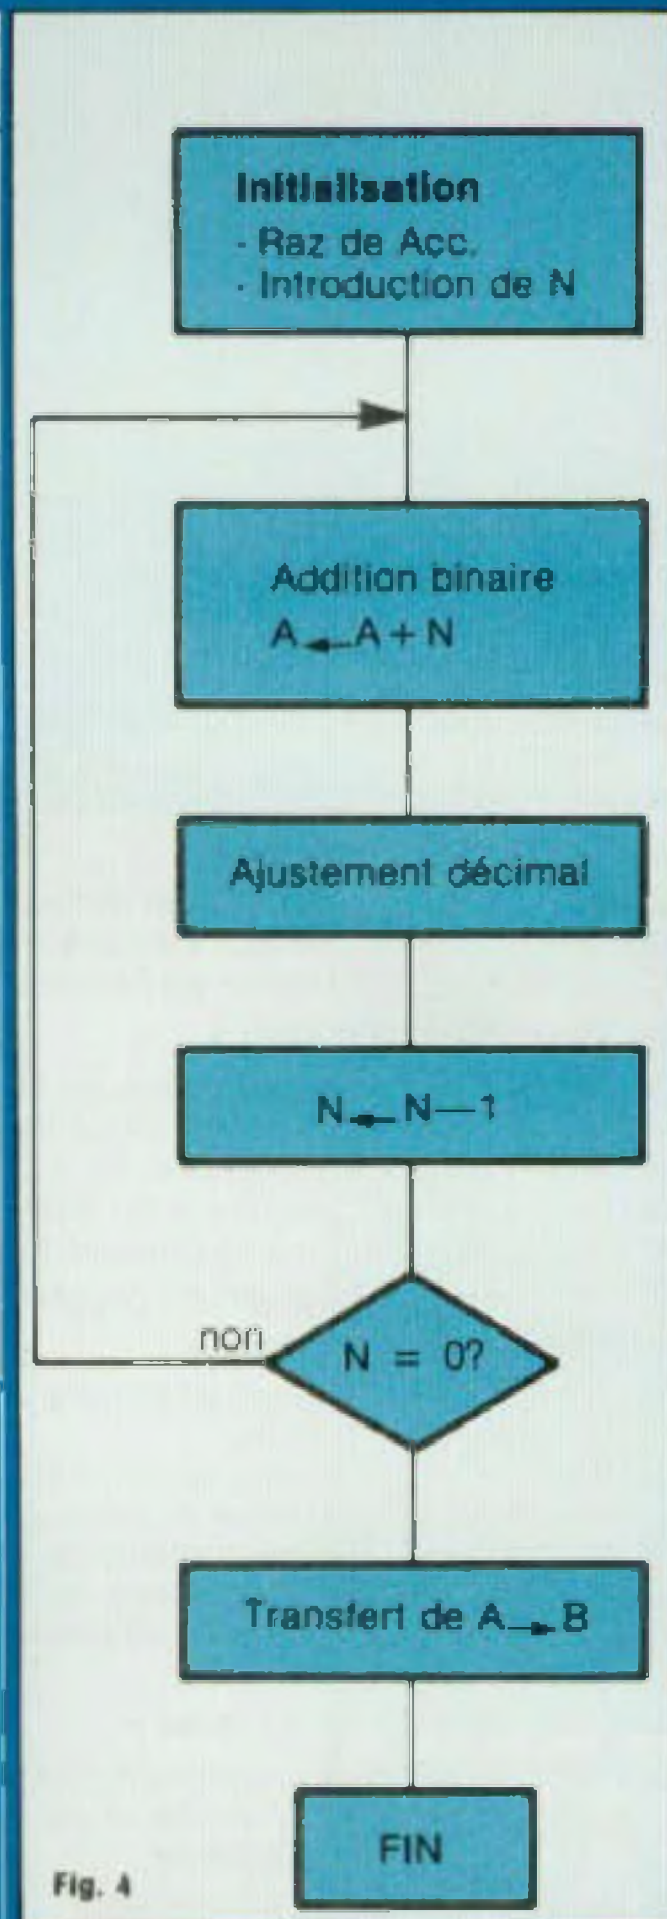 Initialisation
- Raz de Acc.
- Introduction de N
Addition binaire
A ← A + N
Ajustement décimal
N ← N — 1
non
N = 0?
Transfert de A → B
FIN
Fig. 4